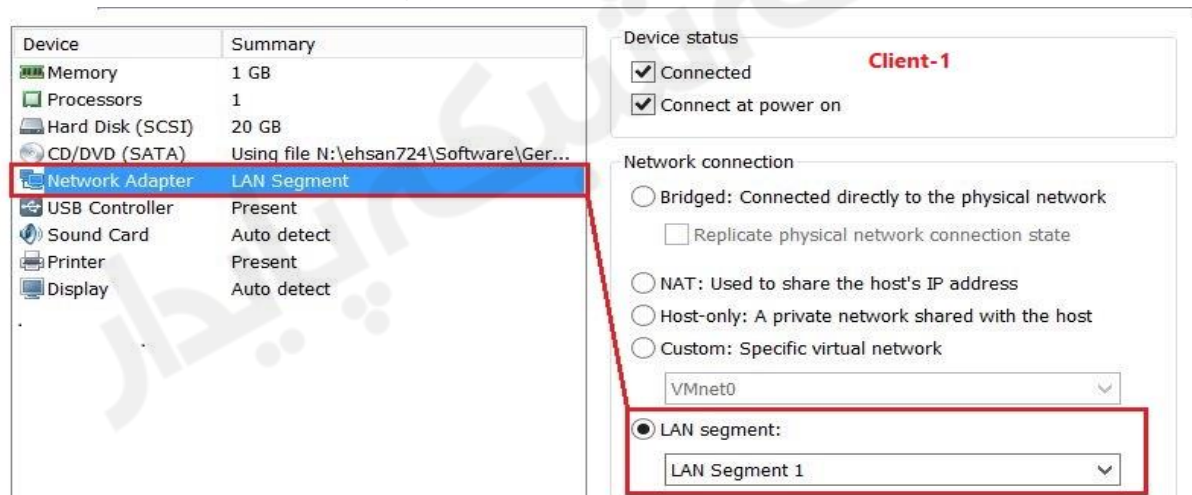 Device Summary
Memory 1 GB
Processors 1
Hard Disk (SCSI) 20 GB
CD/DVD (SATA) Using file N:\ehsan724\Software\Ger...
Network Adapter LAN Segment
USB Controller Present
Sound Card Auto detect
Printer Present
Display Auto detect
Device status
Client-1
Connected
Connect at power on
Network connection
Bridged: Connected directly to the physical network
Replicate physical network connection state
NAT: Used to share the host's IP address
Host-only: A private network shared with the host
Custom: Specific virtual network
VMnet0
LAN segment:
LAN Segment 1